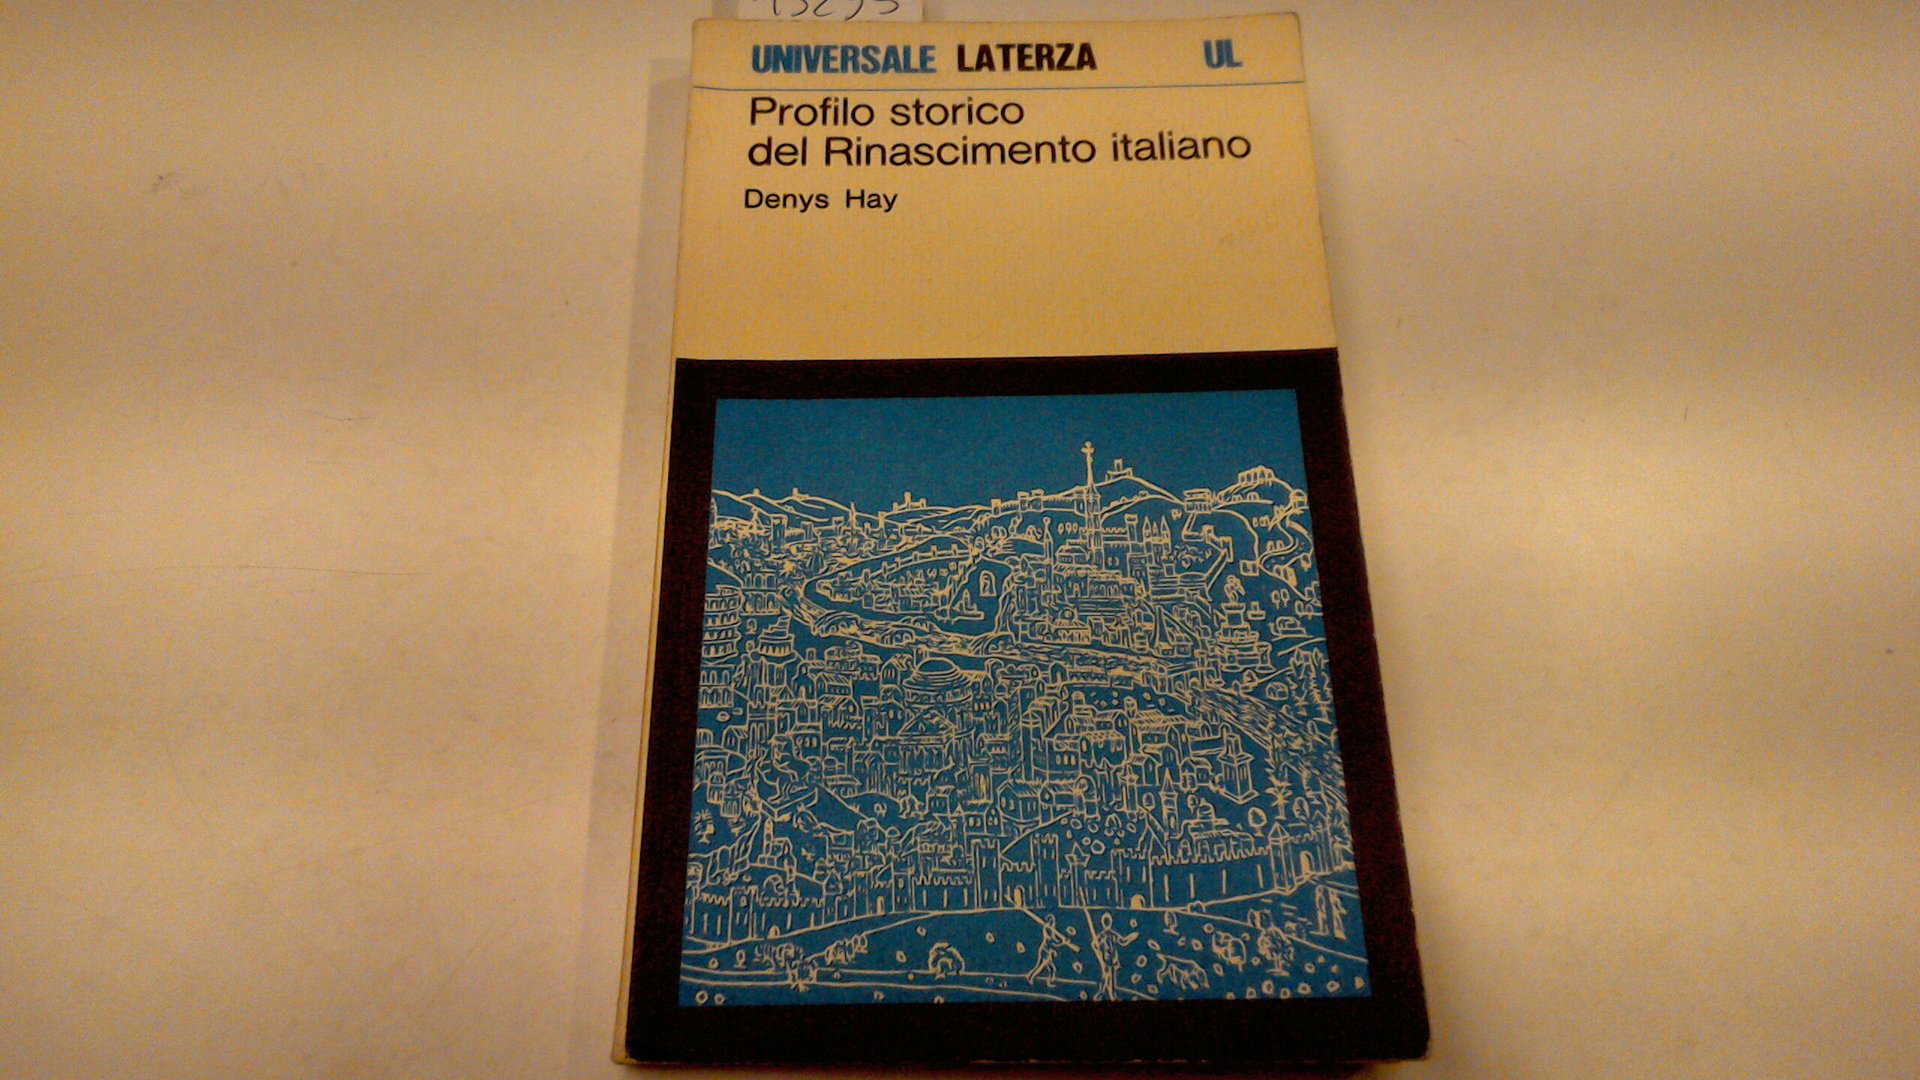 UNIVERSALE LATERZA UL
Profilo storico
del Rinascimento italiano
Denys Hay